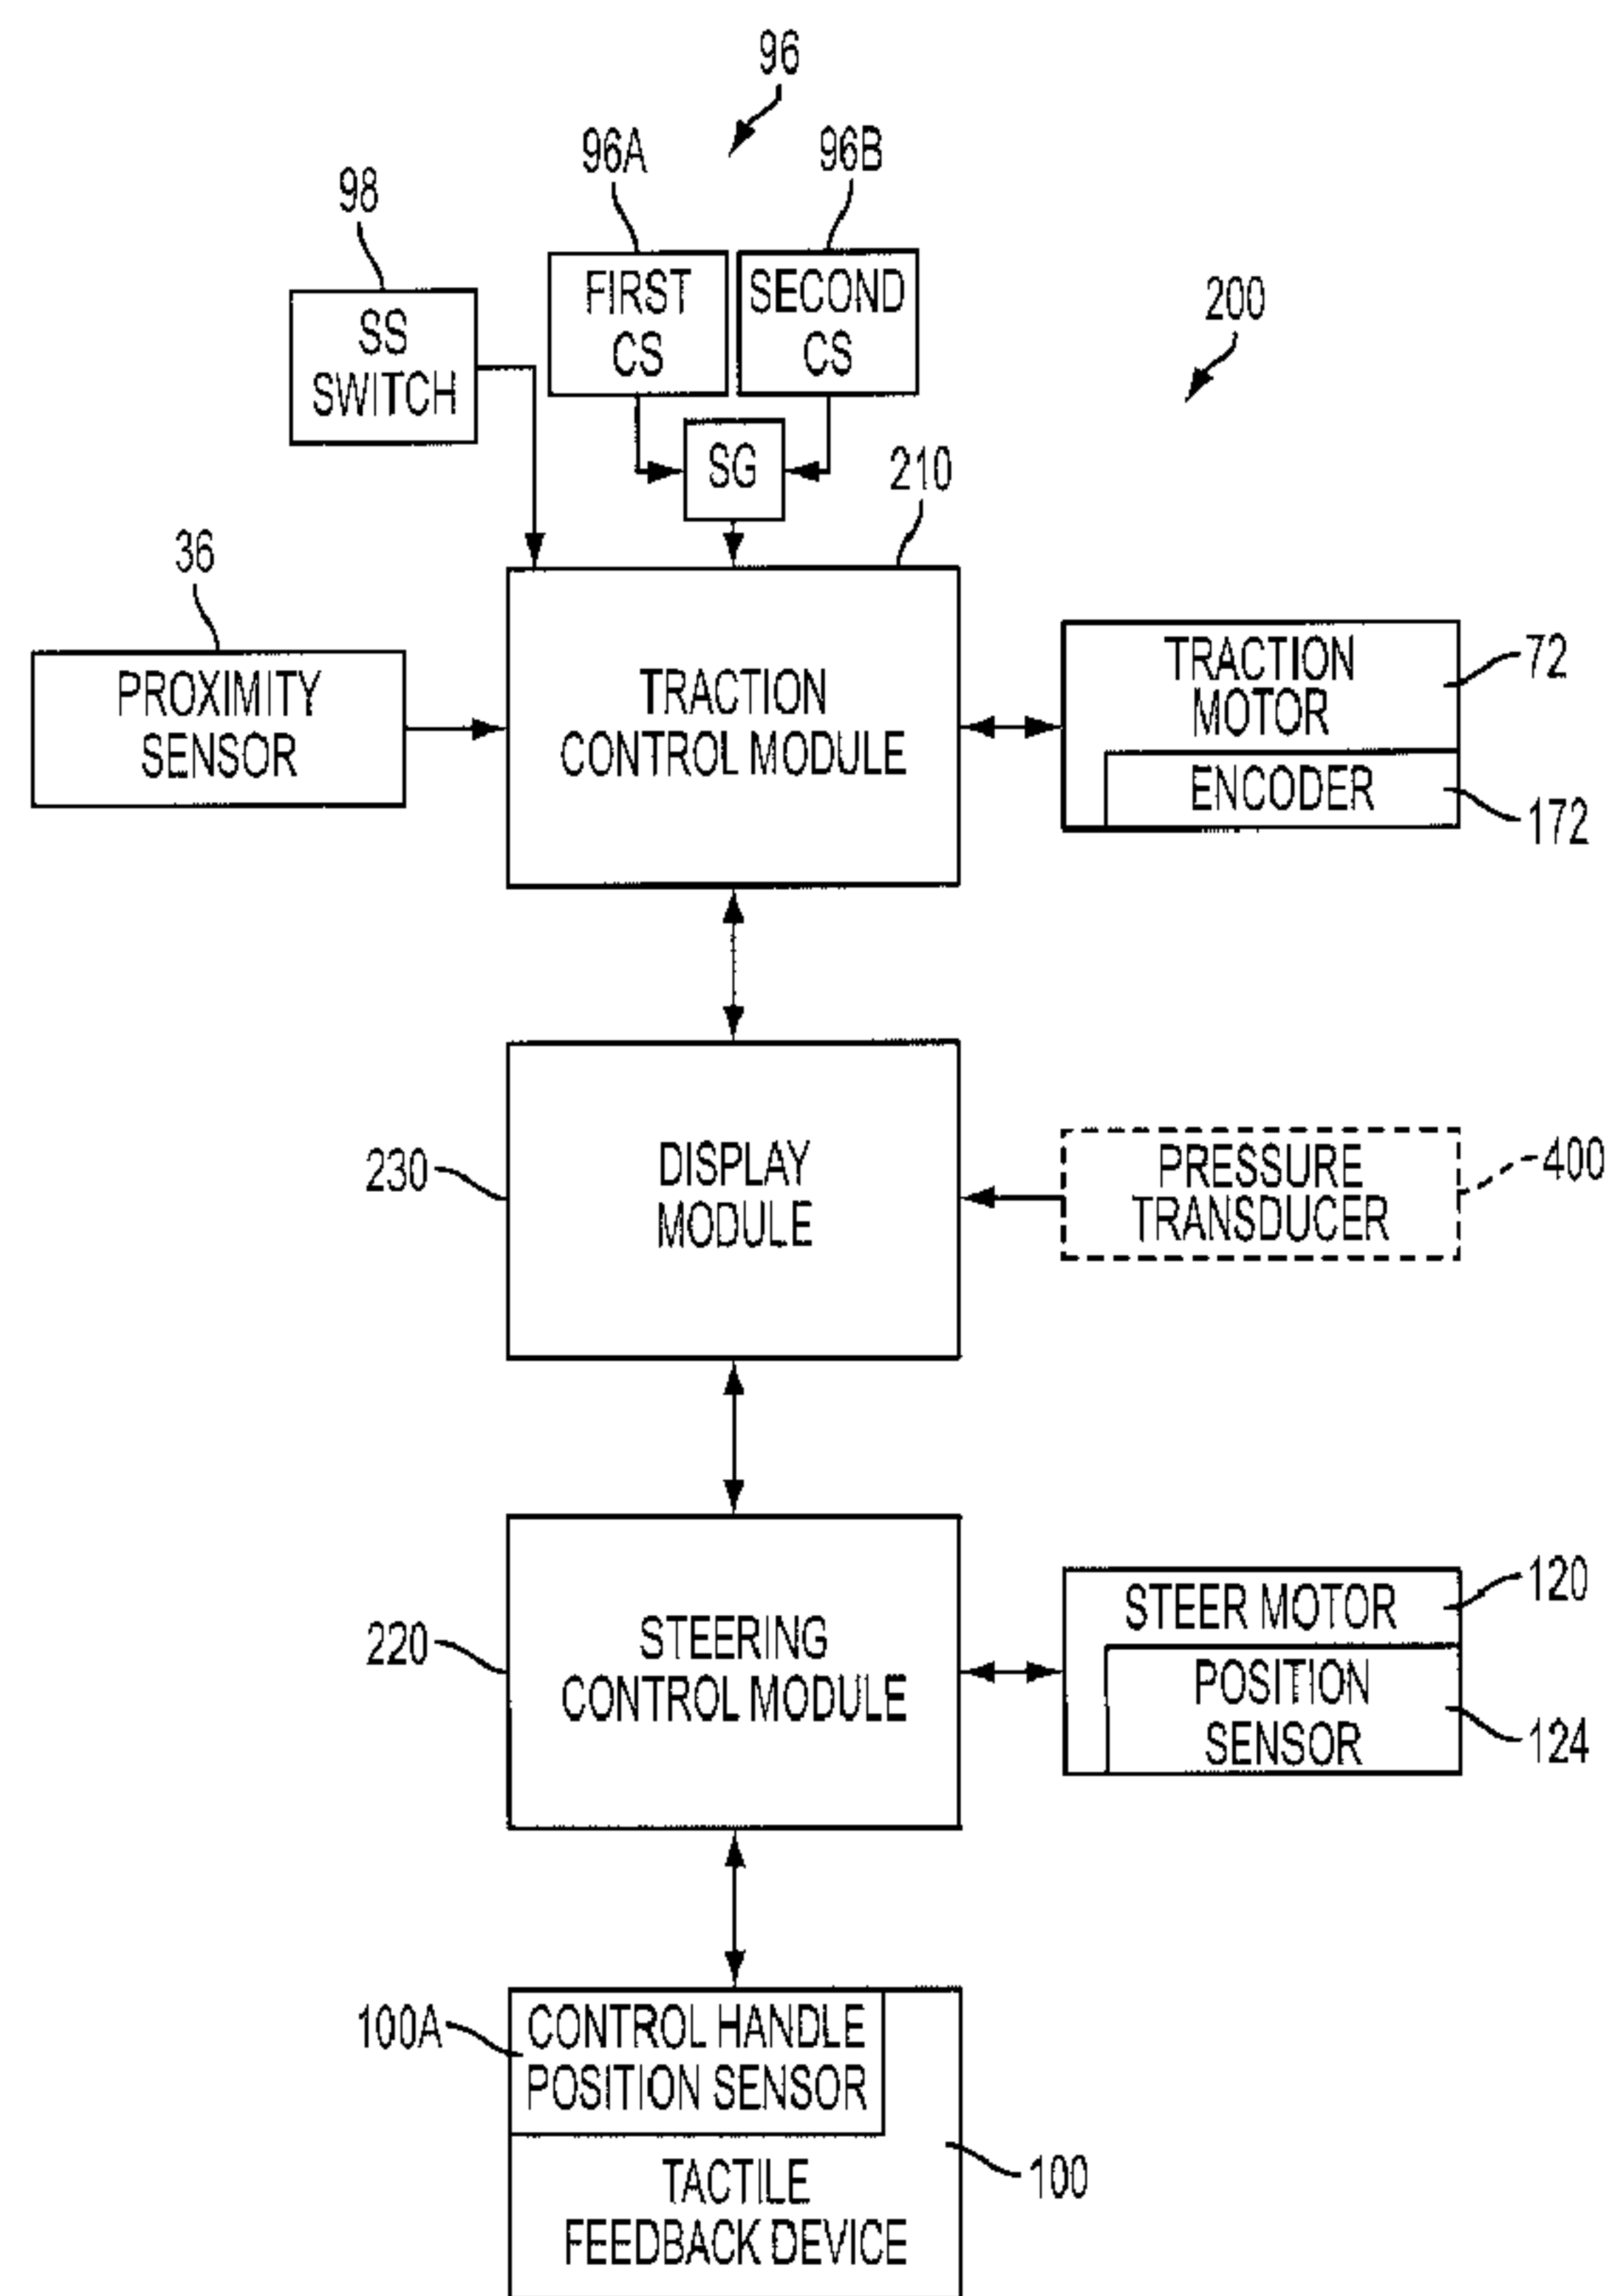 96
96A
96B
98
FIRST
CS
SECOND
CS
200
SS
SWITCH
SG
210
36
PROXIMITY
SENSOR
TRACTION
CONTROL MODULE
TRACTION
MOTOR
72
ENCODER
172
230
DISPLAY
MODULE
PRESSURE
TRANSDUCER
400
220
STEERING
CONTROL MODULE
STEER MOTOR
120
POSITION
SENSOR
124
100A
CONTROL HANDLE
POSITION SENSOR
TACTILE
FEEDBACK DEVICE
100